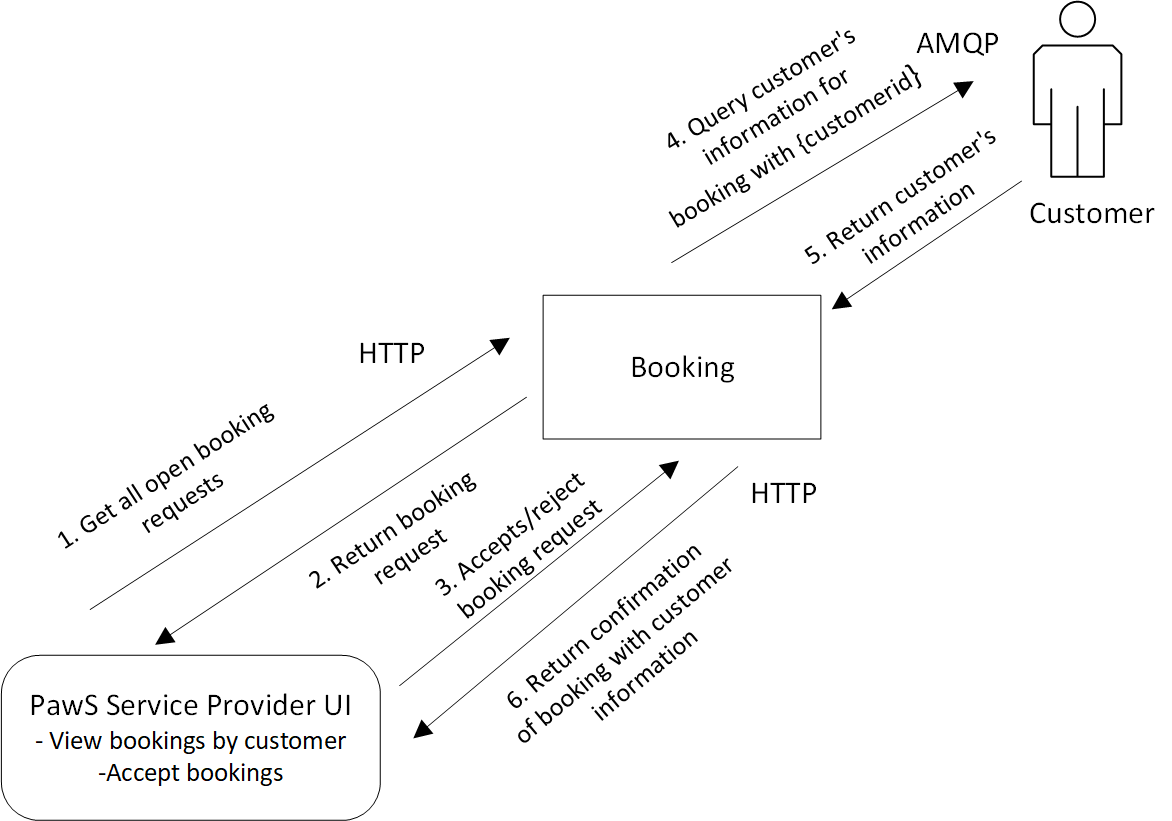 AMQP
4. Query customer's
information for
booking with {customerid}
5. Return customer's
information
Customer
HTTP
Booking
1. Get all open booking
requests
2. Return booking
request
3. Accepts/reject
booking request
HTTP
6. Return confirmation
of booking with customer
information
PawS Service Provider UI
- View bookings by customer
-Accept bookings